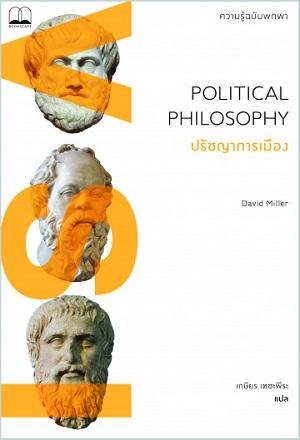 BOOKSCAPE
ความรู้ฉบับพกพา
POLITICAL
PHILOSOPHY
ปรัชญาการเมือง
David Miller
เกษียร เตชะพีระ
แปล